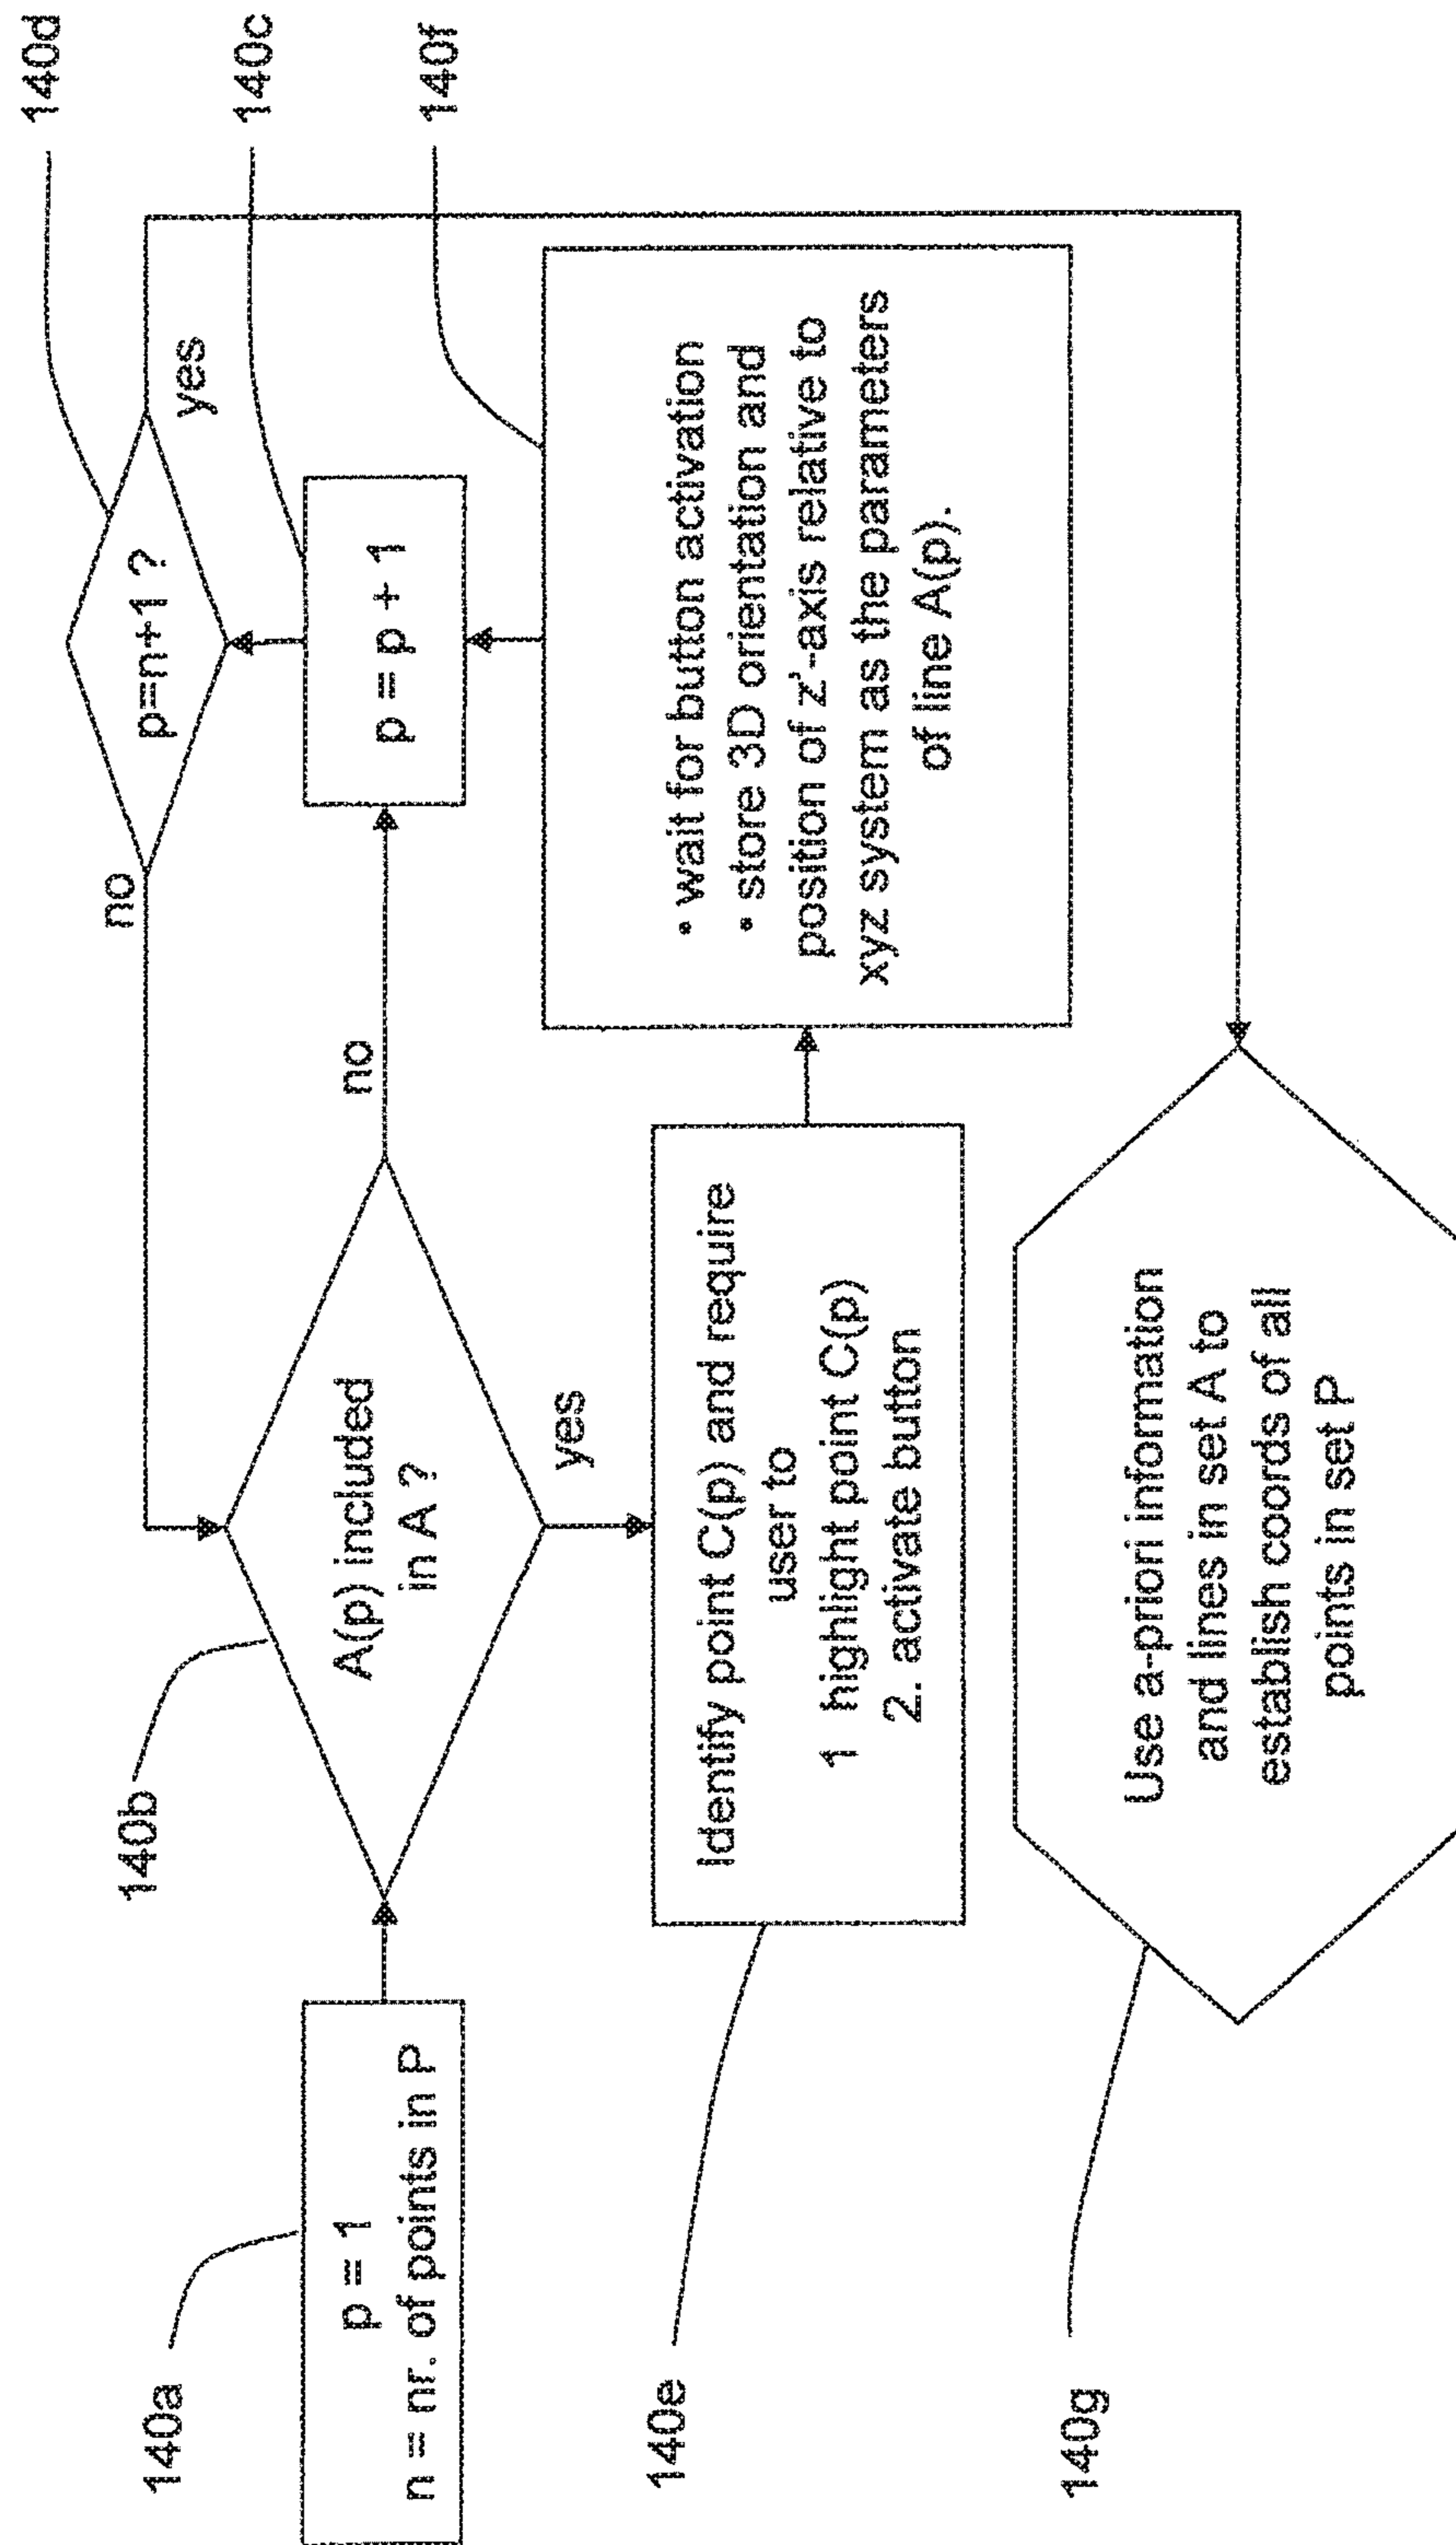 140d
140c
140f
140b
140a
140e
140g
p = 1
n = nr. of points in P
A(p) included
in A ?
no
yes
p = p + 1
p=n+1 ?
no
yes
Identify point C(p) and require
user to
1 highlight point C(p)
2. activate button
• wait for button activation
• store 3D orientation and
position of z'-axis relative to
xyz system as the parameters
of line A(p).
Use a-priori information
and lines in set A to
establish coords of all
points in set P